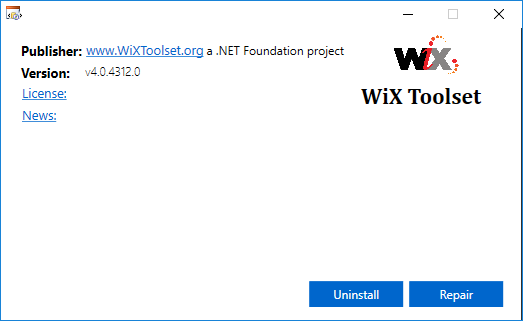 Publisher: www.WiXToolset.org a .NET Foundation project
Version: v4.0.4312.0
License:
News:
WiX
WiX Toolset
Uninstall
Repair